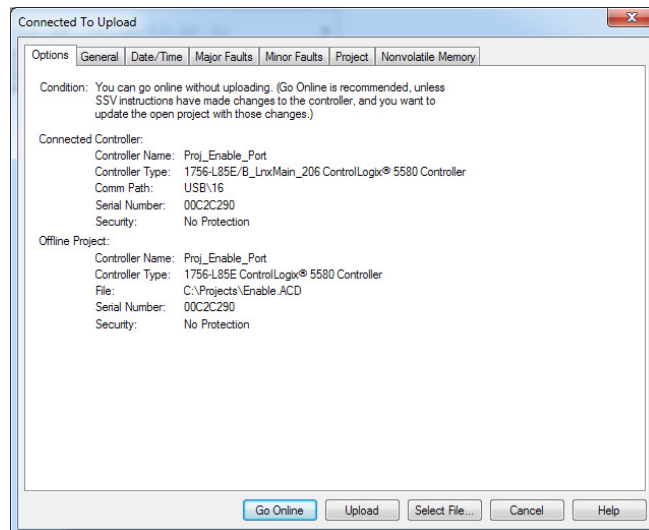 Connected To Upload
Options General Date/Time Major Faults Minor Faults Project Nonvolatile Memory
Condition: You can go online without uploading. (Go Online is recommended, unless
SSV instructions have made changes to the controller, and you want to
update the open project with those changes.)
Connected Controller:
Controller Name: Proj_Enable_Port
Controller Type: 1756-L85E/B_LnxMain_206 ControlLogix® 5580 Controller
Comm Path: USB\16
Serial Number: 00C2C290
Security: No Protection
Offline Project:
Controller Name: Proj_Enable_Port
Controller Type: 1756-L85E ControlLogix® 5580 Controller
File: C:\Projects\Enable.ACD
Serial Number: 00C2C290
Security: No Protection
Go Online Upload Select File... Cancel Help